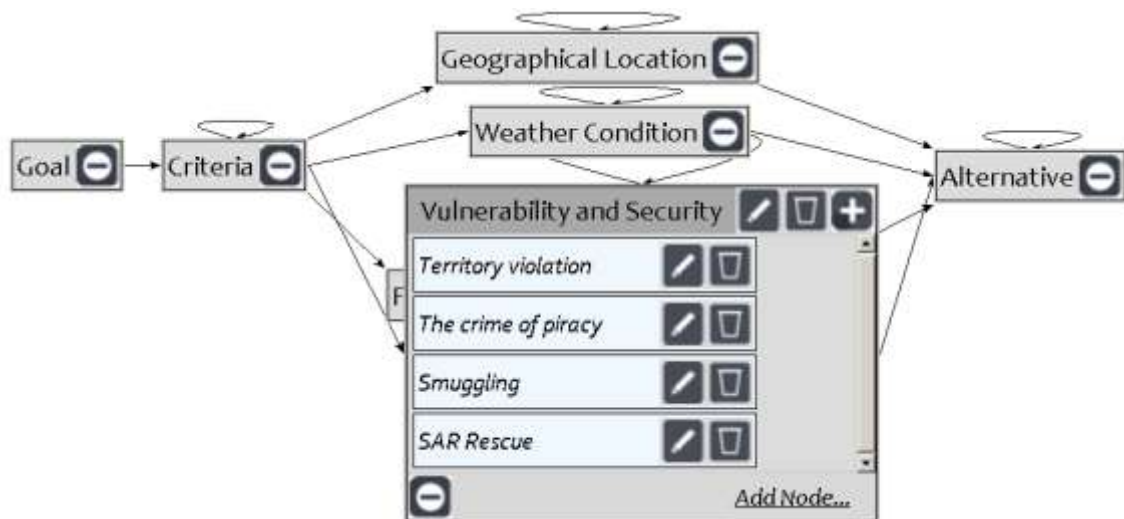 Geographical Location
Weather Condition
Goal
Criteria
Alternative
Vulnerability and Security
Territory violation
F
The crime of piracy
Smuggling
SAR Rescue
Add Node...